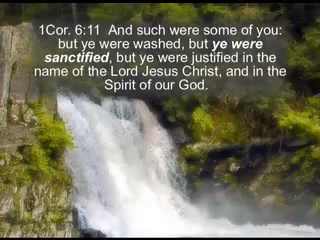 1Cor. 6:11  And such were some of you:
but ye were washed, but ye were
sanctified, but ye were justified in the
name of the Lord Jesus Christ, and in the
Spirit of our God.